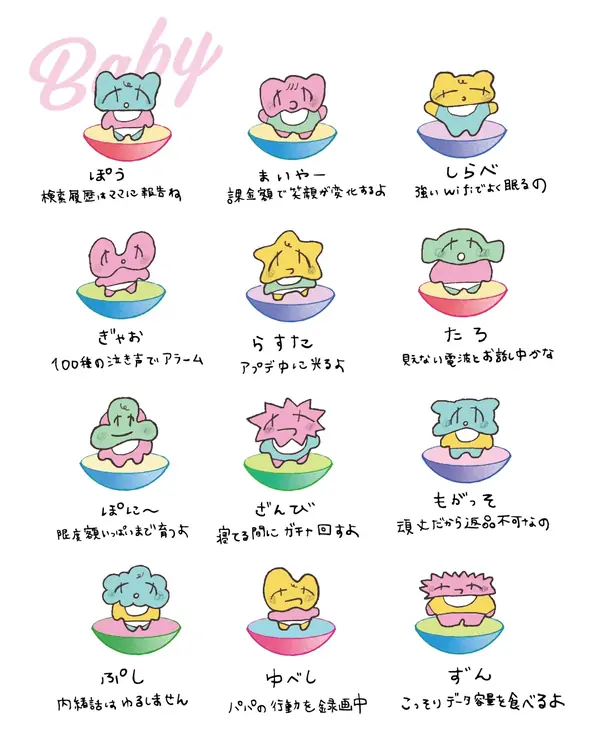 Baby
ぽう
検索履歴はママに報告ね
まいやー
課金額で笑顔が変化するよ
しらべ
強いwifiでよく眠るの
ぎゃお
100種の泣き声でアラーム
らすた
アプデ中に光るよ
たろ
見えない電波とお話し中かな
ぽに〜
限度額いっぱいまで育つよ
ざんび
寝てる間にガチャ回すよ
もがっそ
頑丈だから返品不可なの
ぷし
内緒話はゆるしません
ゆべし
パパの行動を録画中
ずん
こっそりデータ容量を食べるよ